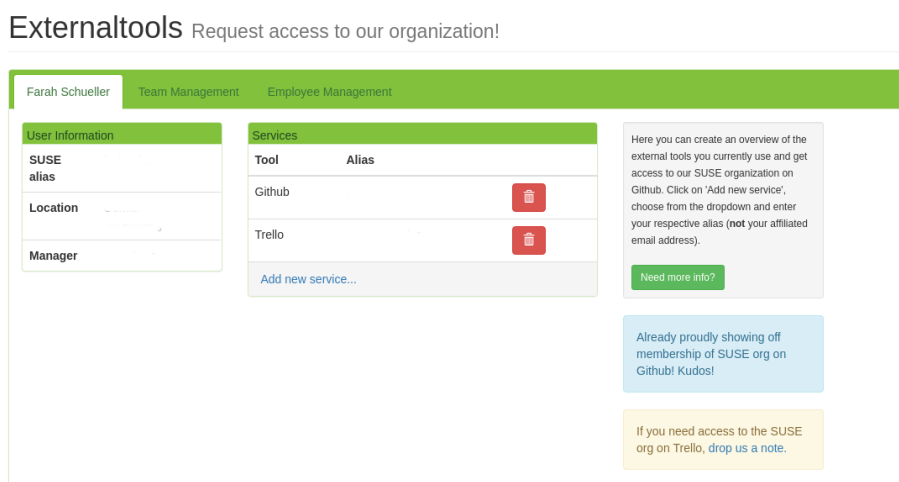 Externaltools Request access to our organization!
Farah Schueller Team Management Employee Management
User Information
SUSE
alias
Location
Manager
Services
Tool Alias
Github
Trello
Add new service...
Here you can create an overview of the
external tools you currently use and get
access to our SUSE organization on
Github. Click on 'Add new service',
choose from the dropdown and enter
your respective alias (not your affiliated
email address).
Need more info?
Already proudly showing off
membership of SUSE org on
Github! Kudos!
If you need access to the SUSE
org on Trello, drop us a note.